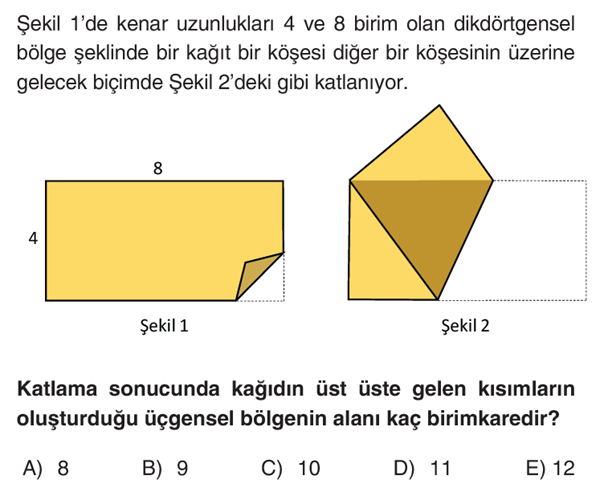 Şekil 1’de kenar uzunlukları 4 ve 8 birim olan dikdörtgensel
bölge şeklinde bir kağıt bir köşesi diğer bir köşesinin üzerine
gelecek biçimde Şekil 2’deki gibi katlanıyor.
8
4
Şekil 1
Şekil 2
Katlama sonucunda kağıdın üst üste gelen kısımların
oluşturduğu üçgensel bölgenin alanı kaç birimkaredir?
A) 8 B) 9 C) 10 D) 11 E) 12